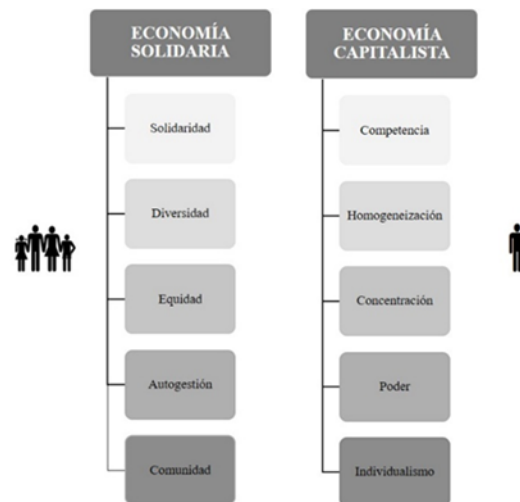 ECONOMÍA
SOLIDARIA
Solidaridad
Diversidad
Equidad
Autogestión
Comunidad
ECONOMÍA
CAPITALISTA
Competencia
Homogeneización
Concentración
Poder
Individualismo